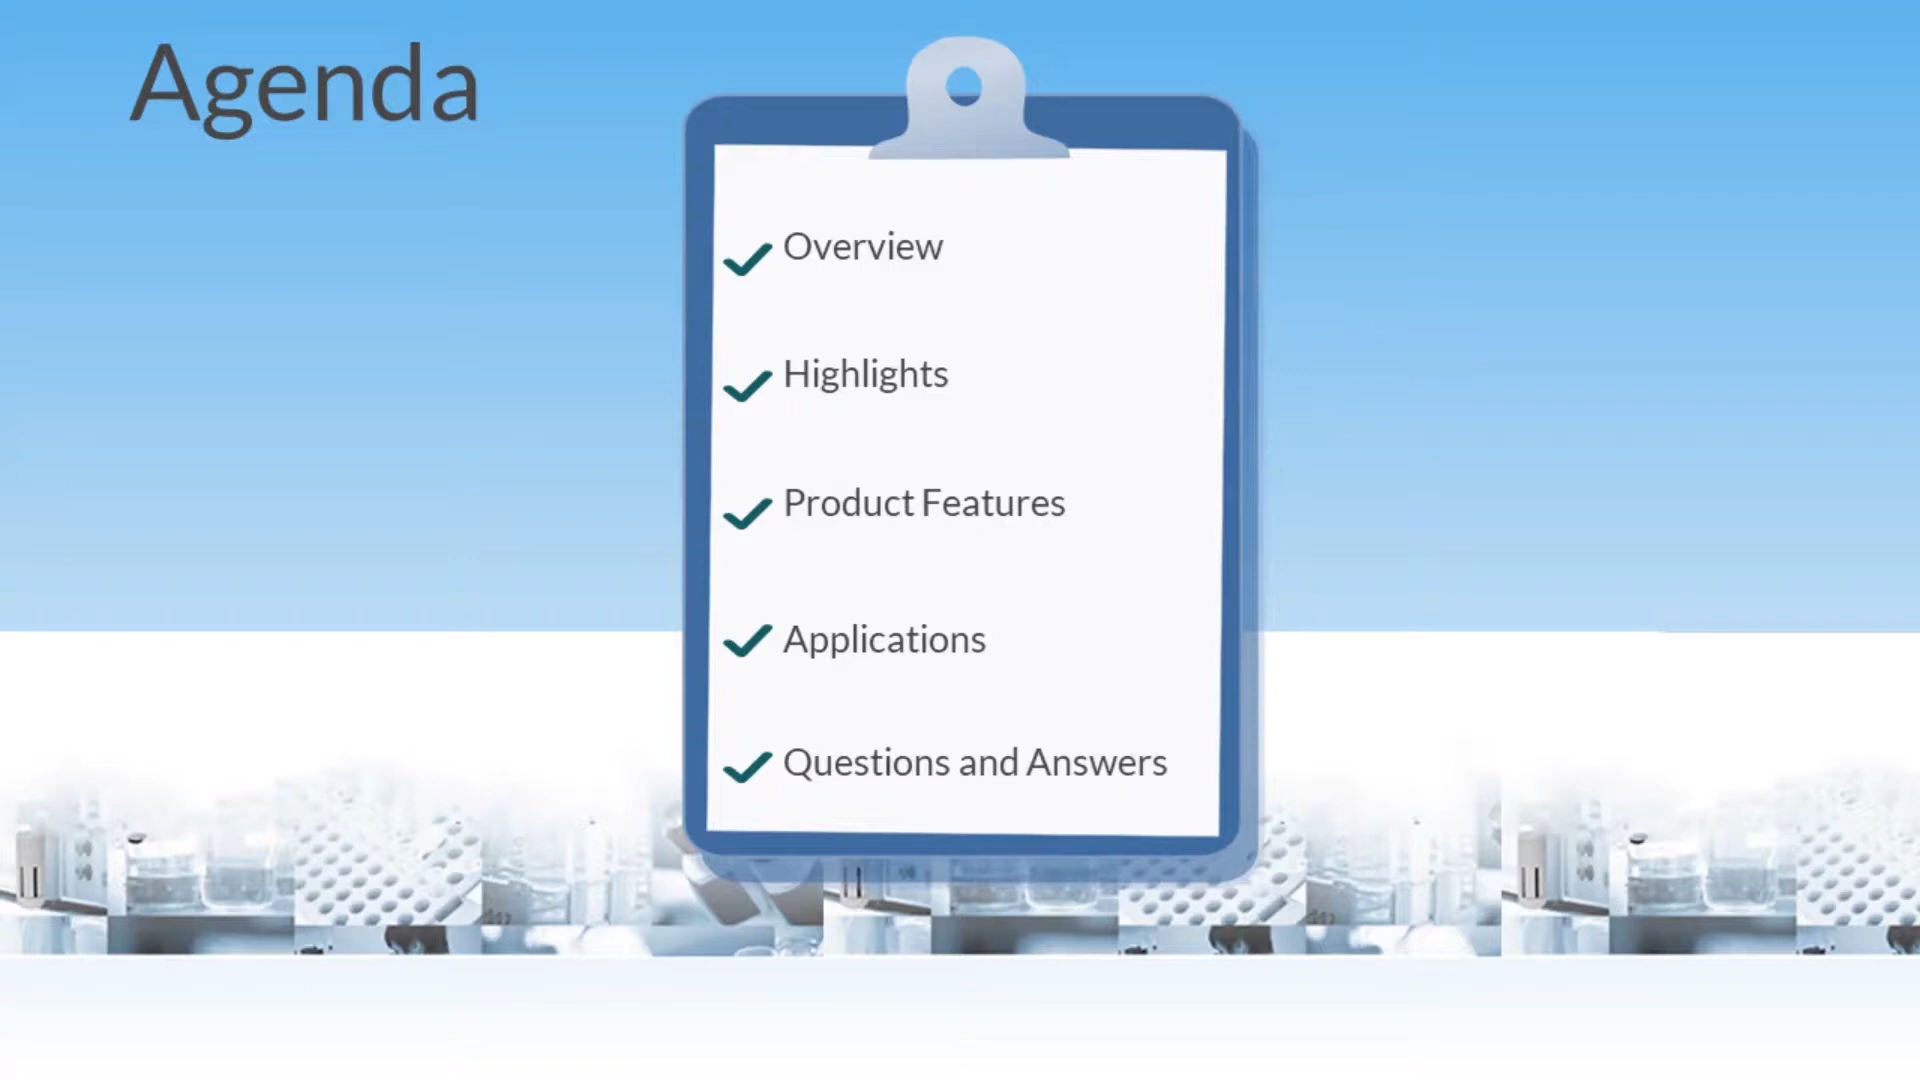 Agenda
Overview
Highlights
Product Features
Applications
Questions and Answers